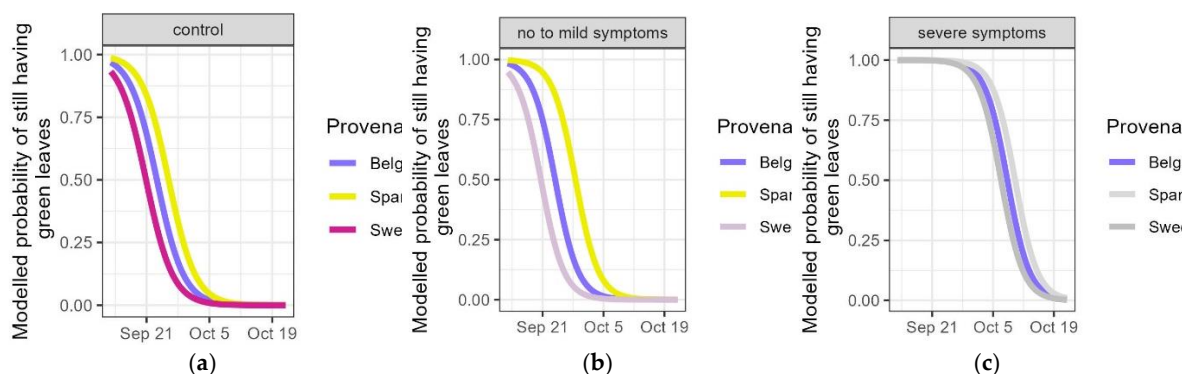 control
Modelled probability of still having
green leaves
1.00
0.75
0.50
0.25
0.00
Sep 21 Oct 5 Oct 19
Provena
Belg
Spar
Swe
(a)
no to mild symptoms
Modelled probability of still having
green leaves
1.00
0.75
0.50
0.25
0.00
Sep 21 Oct 5 Oct 19
Provena
Belg
Spar
Swe
(b)
severe symptoms
Modelled probability of still having
green leaves
1.00
0.75
0.50
0.25
0.00
Sep 21 Oct 5 Oct 19
Provena
Belg
Spar
Swe
(c)